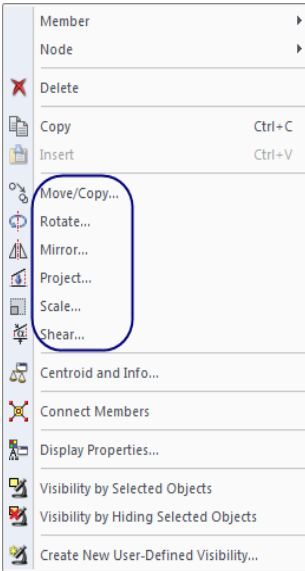 Member
Node
Delete
Copy Ctrl+C
Insert Ctrl+V
Move/Copy...
Rotate...
Mirror...
Project...
Scale...
Shear...
Centroid and Info...
Connect Members
Display Properties...
Visibility by Selected Objects
Visibility by Hiding Selected Objects
Create New User-Defined Visibility...